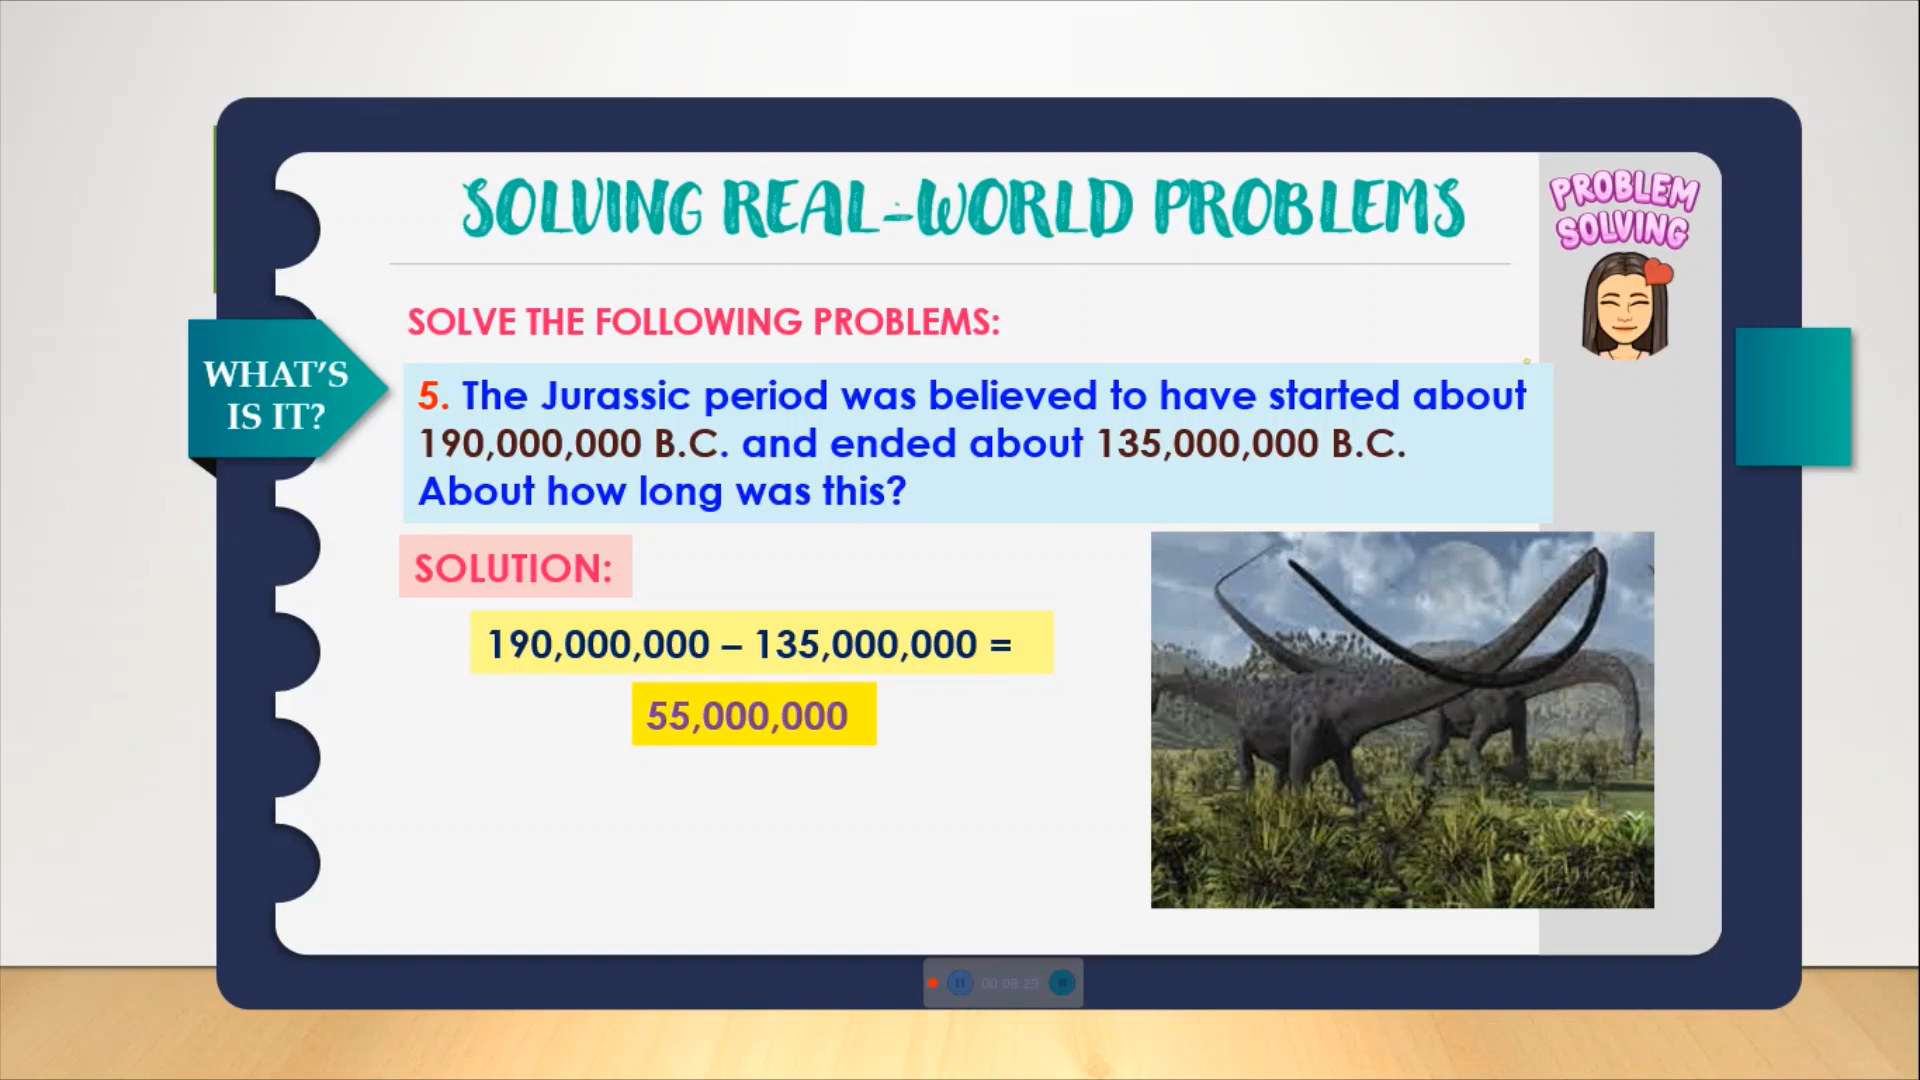 SOLVING REAL-WORLD PROBLEMS
PROBLEM
SOLVING
SOLVE THE FOLLOWING PROBLEMS:
WHAT'S
IS IT?
5. The Jurassic period was believed to have started about
190,000,000 B.C. and ended about 135,000,000 B.C.
About how long was this?
SOLUTION:
190,000,000 – 135,000,000 =
55,000,000